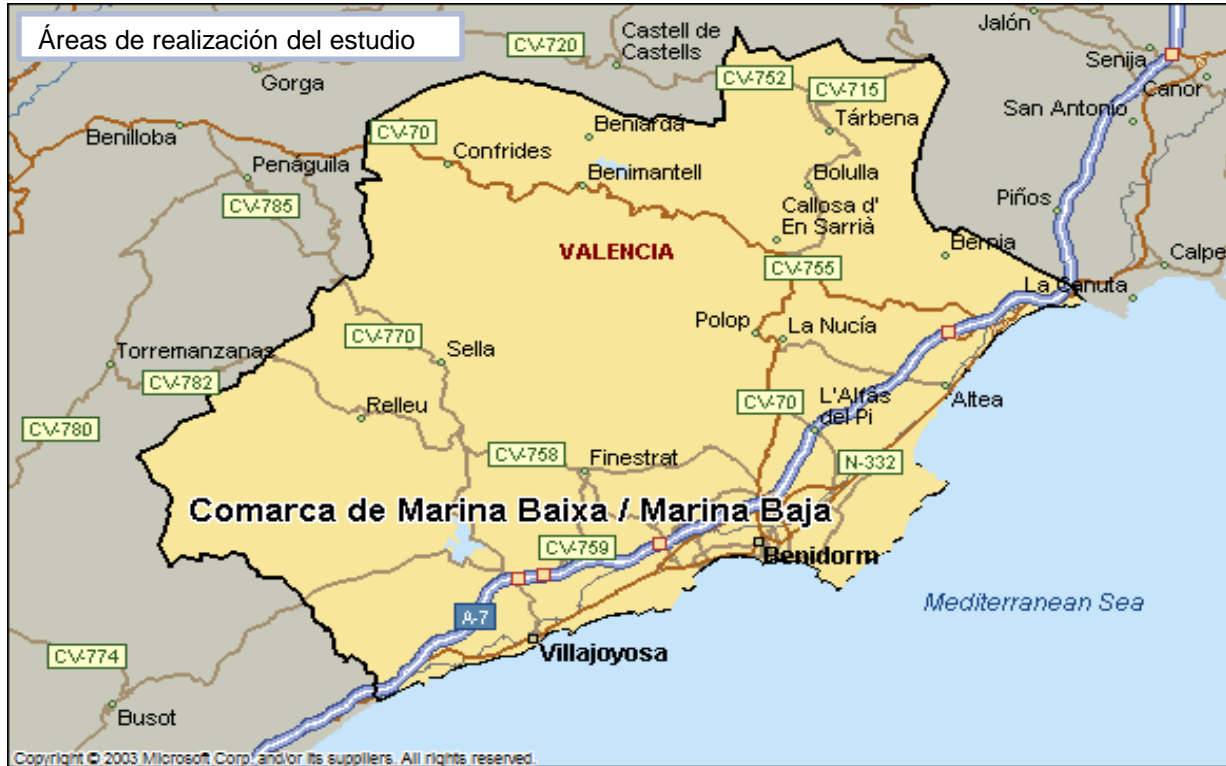 Áreas de realización del estudio
Jalón
Castell de
Castells
CV-720
Senija
Gorga
CV-752
CV-715
Canor
San Antonio
Benilloba
CV-70
Beniardá
Tárbena
Confrides
Penáguila
Benimantell
Bolulla
CV-785
Piños
Callosa d'
En Sarrià
VALENCIA
Bernia
Calpe
CV-755
La Canuta
CV-770
Polop
La Nucía
Torremanzanas
Sella
CV-782
Relleu
CV-70
Altea
L'Alfàs
del Pi
CV-780
CV-758
Finestrat
N-332
Comarca de Marina Baixa / Marina Baja
CV-759
Benidorm
Mediterranean Sea
A-7
Villajoyosa
CV-774
Busot
Copyright © 2003 Microsoft Corp. and/or its suppliers. All rights reserved.